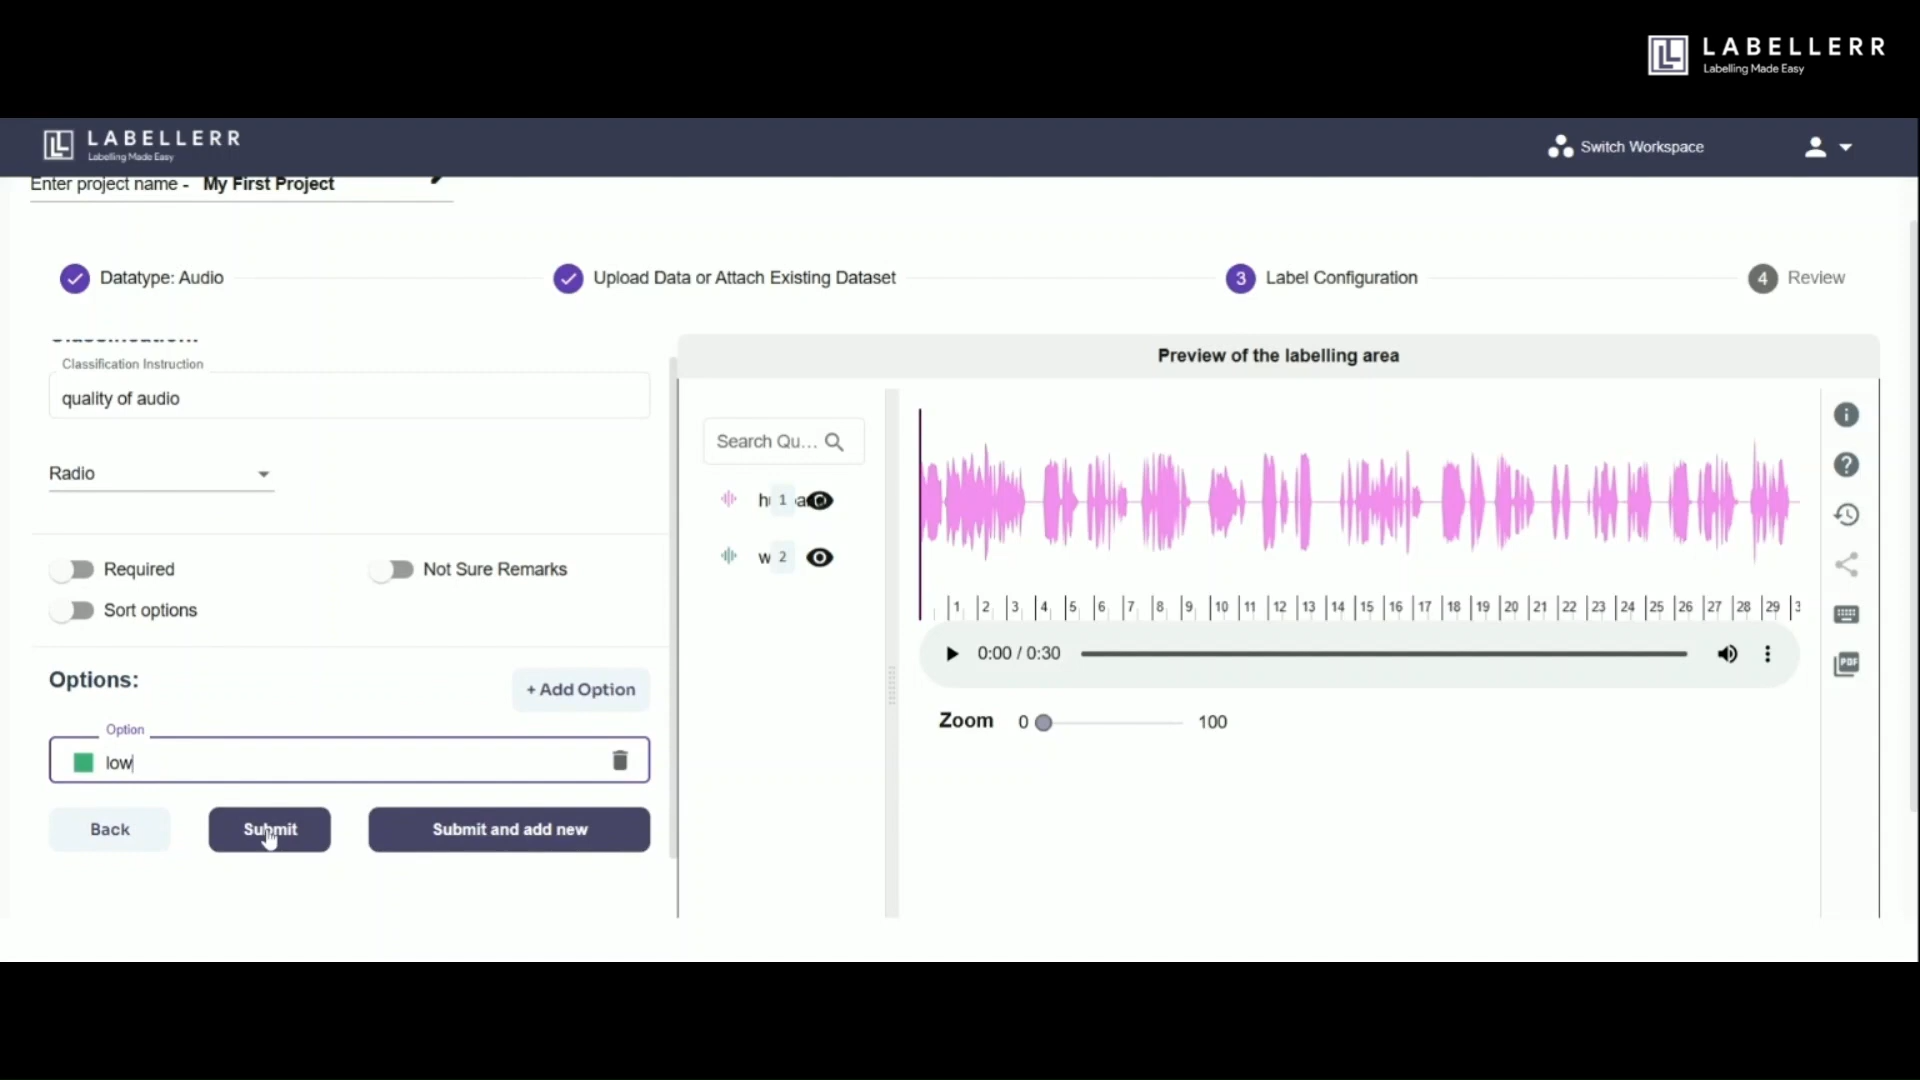 LABELLERR
Labelling Made Easy
LABELLERR
Labelling Made Easy
Switch Workspace
Enter project name - My First Project
Datatype: Audio
Upload Data or Attach Existing Dataset
3 Label Configuration
4 Review
Classification Instruction
quality of audio
Radio
Required
Not Sure Remarks
Sort options
Options:
+ Add Option
Option
low
Back
Submit
Submit and add new
Preview of the labelling area
Search Qu...
1
w 2
1 2 3 4 5 6 7 8 9 10 11 12 13 14 15 16 17 18 19 20 21 22 23 24 25 26 27 28 29
0:00 / 0:30
Zoom 0 100
PDF